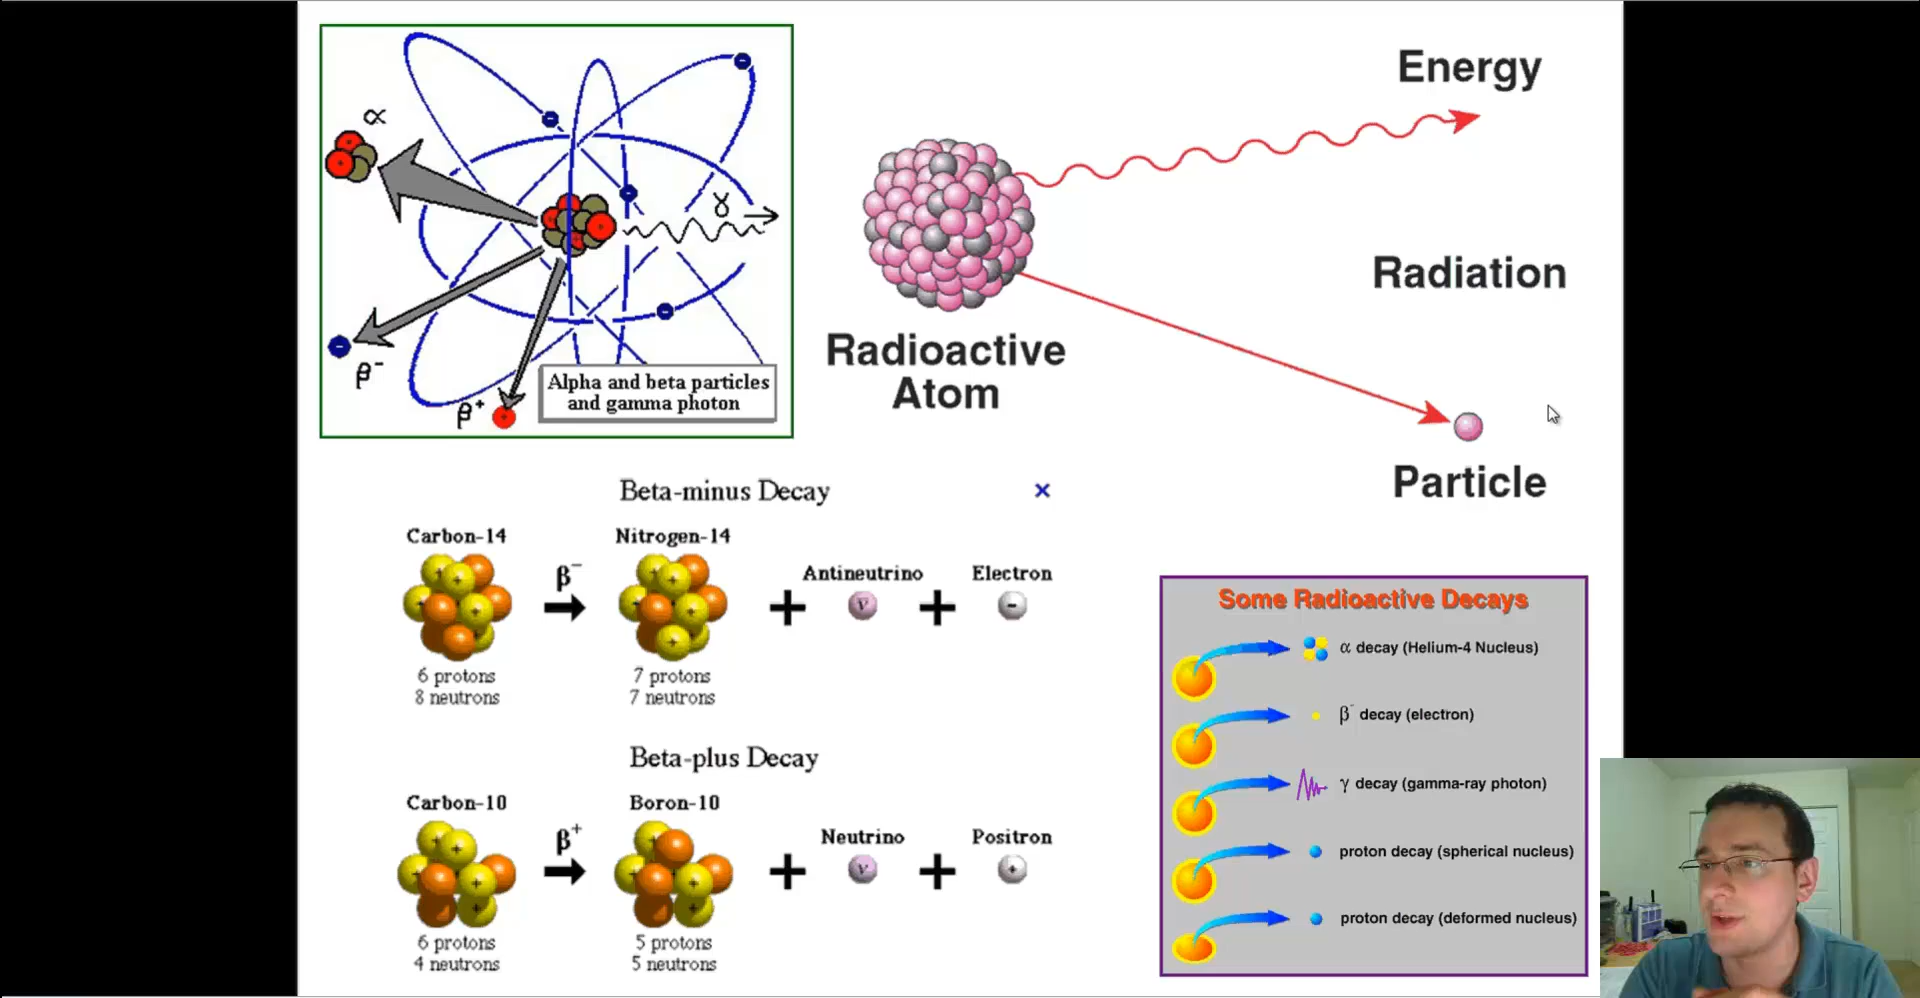 α
γ
β⁻
β⁺
Alpha and beta particles
and gamma photon
Energy
Radiation
Radioactive
Atom
Particle
Beta-minus Decay
Carbon-14
β⁻
Nitrogen-14
+
Antineutrino
ν
+
Electron
-
6 protons
8 neutrons
7 protons
7 neutrons
Beta-plus Decay
Carbon-10
β⁺
Boron-10
+
Neutrino
ν
+
Positron
+
6 protons
4 neutrons
5 protons
5 neutrons
Some Radioactive Decays
α decay (Helium-4 Nucleus)
β⁻ decay (electron)
γ decay (gamma-ray photon)
proton decay (spherical nucleus)
proton decay (deformed nucleus)